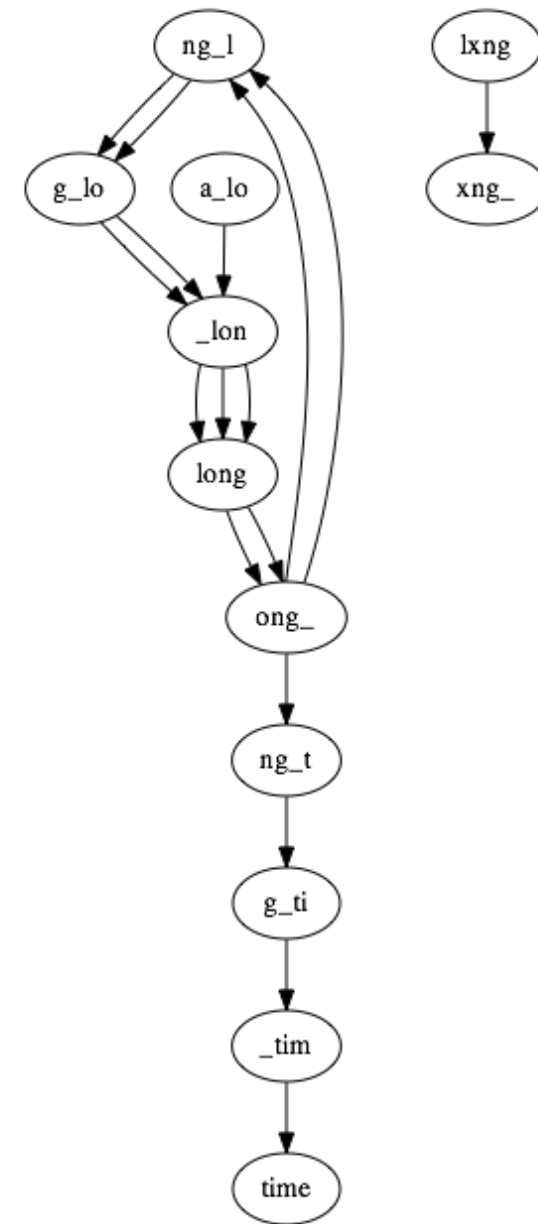 ng_l
lxng
g_lo
a_lo
xng_
_lon
long
ong_
ng_t
g_ti
_tim
time